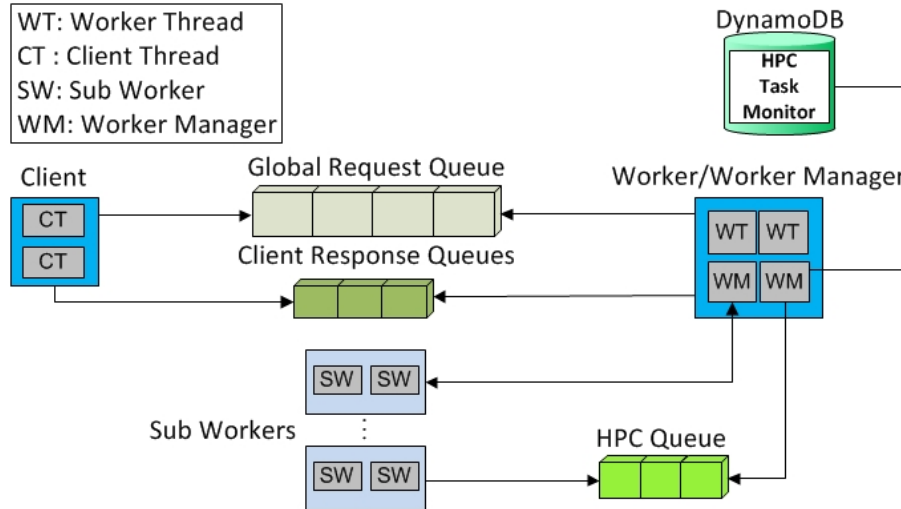 WT: Worker Thread
CT : Client Thread
SW: Sub Worker
WM: Worker Manager
DynamoDB
HPC
Task
Monitor
Client
Global Request Queue
Worker/Worker Manager
CT
CT
Client Response Queues
WT WT
WM WM
SW SW
Sub Workers
SW SW
HPC Queue